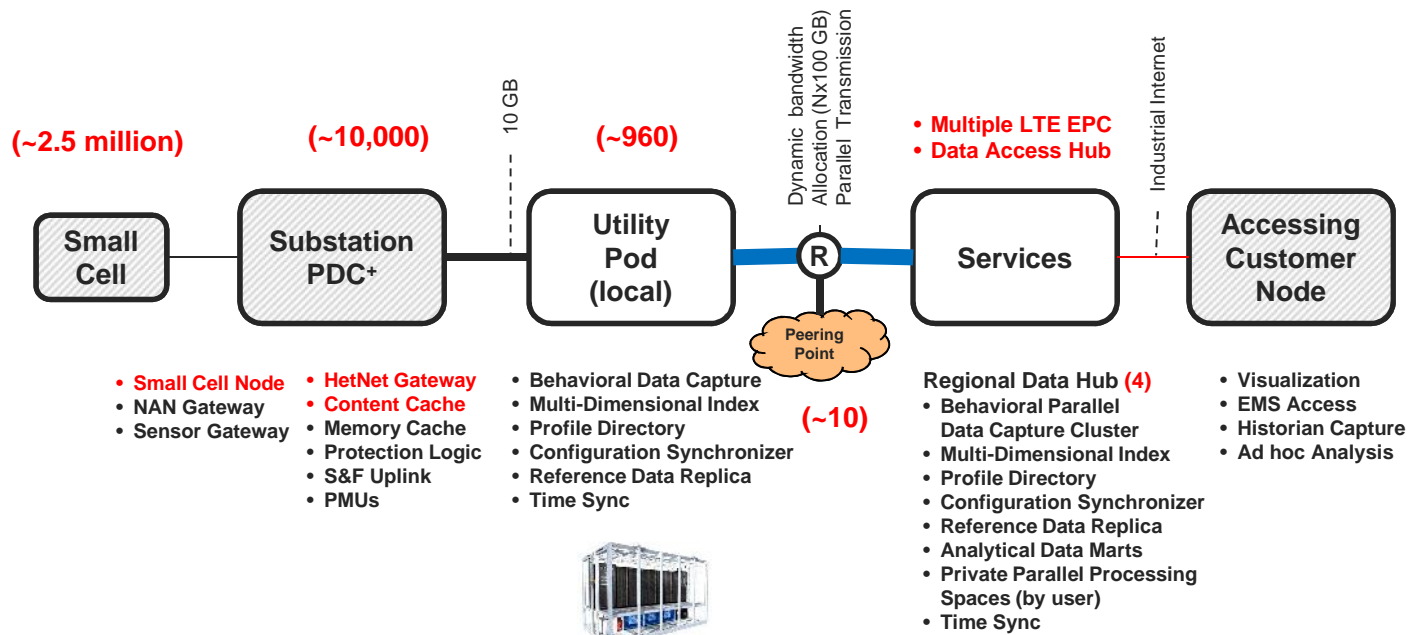 (~2.5 million)
(~10,000)
10 GB
(~960)
Dynamic bandwidth
Allocation (Nx100 GB)
Parallel Transmission
• Multiple LTE EPC
• Data Access Hub
Industrial Internet
Small
Cell
Substation
PDC⁺
Utility
Pod
(local)
R
Services
Accessing
Customer
Node
Peering
Point
(~10)
• Small Cell Node
• NAN Gateway
• Sensor Gateway
• HetNet Gateway
• Content Cache
• Memory Cache
• Protection Logic
• S&F Uplink
• PMUs
• Behavioral Data Capture
• Multi-Dimensional Index
• Profile Directory
• Configuration Synchronizer
• Reference Data Replica
• Time Sync
Regional Data Hub (4)
• Behavioral Parallel
Data Capture Cluster
• Multi-Dimensional Index
• Profile Directory
• Configuration Synchronizer
• Reference Data Replica
• Analytical Data Marts
• Private Parallel Processing
Spaces (by user)
• Time Sync
• Visualization
• EMS Access
• Historian Capture
• Ad hoc Analysis